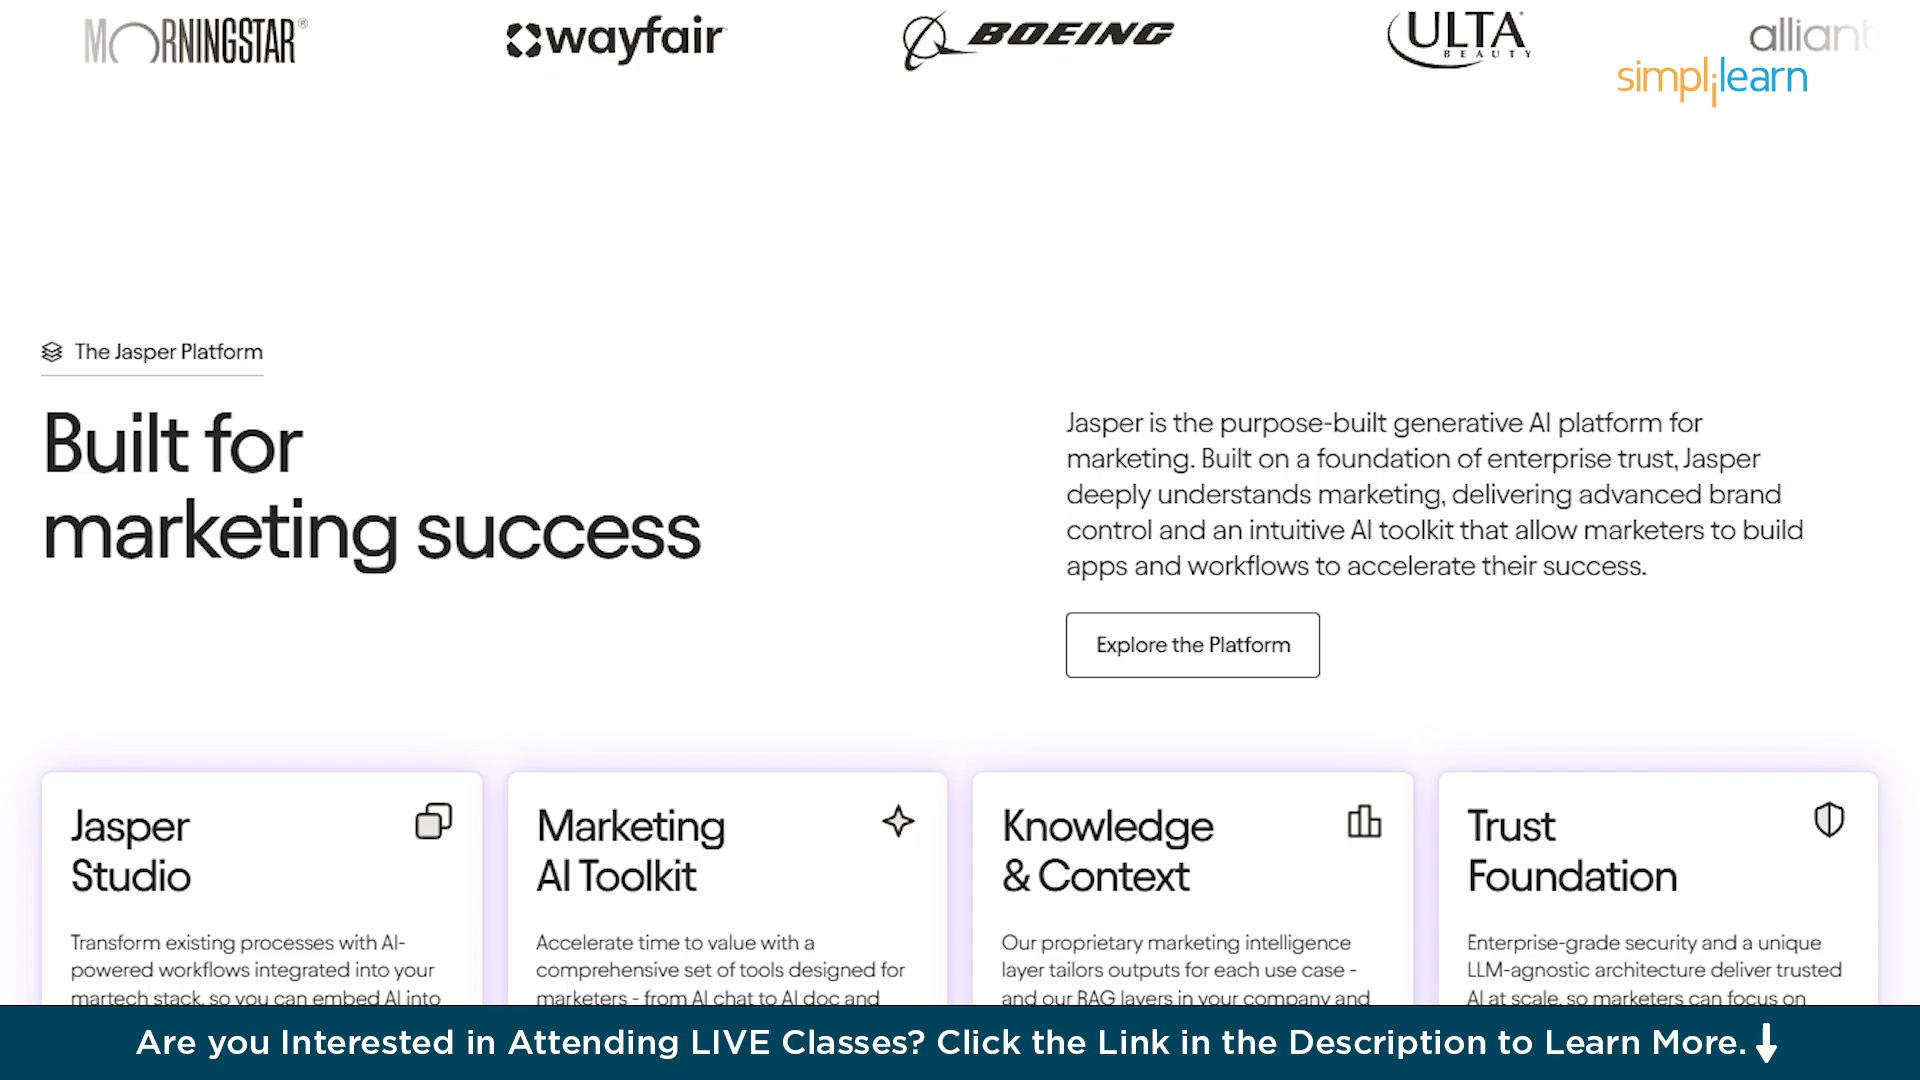 MORNINGSTAR®
wayfair
BOEING
ULTA
BEAUTY
alliant
simplilearn
The Jasper Platform
Built for
marketing success
Jasper is the purpose-built generative AI platform for
marketing. Built on a foundation of enterprise trust, Jasper
deeply understands marketing, delivering advanced brand
control and an intuitive AI toolkit that allow marketers to build
apps and workflows to accelerate their success.
Explore the Platform
Jasper
Studio
Transform existing processes with AI-
powered workflows integrated into your
martech stack, so you can embed AI into
Marketing
AI Toolkit
Accelerate time to value with a
comprehensive set of tools designed for
marketers - from AI chat to AI doc and
Knowledge
& Context
Our proprietary marketing intelligence
layer tailors outputs for each use case -
and our RAG layers in your company and
Trust
Foundation
Enterprise-grade security and a unique
LLM-agnostic architecture deliver trusted
AI at scale, so marketers can focus on
Are you Interested in Attending LIVE Classes? Click the Link in the Description to Learn More.